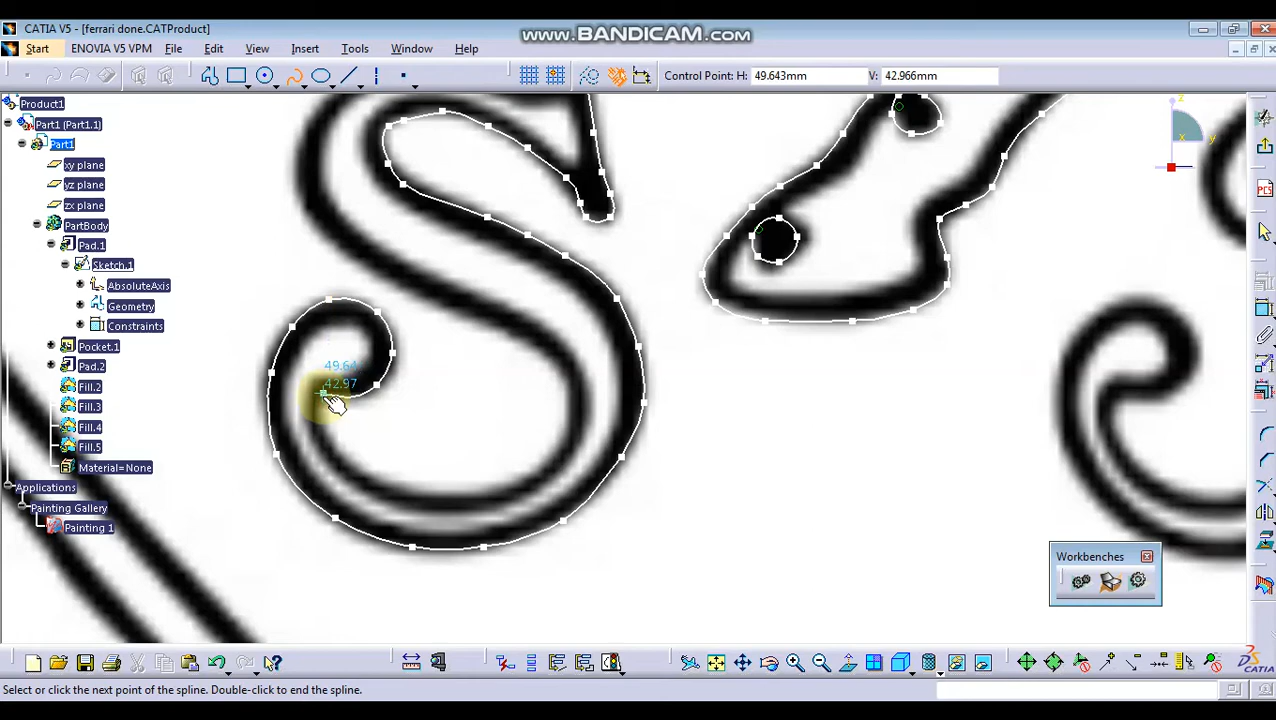 CATIA V5 - [ferrari done.CATProduct]
www.BANDICAM.com
Start ENOVIA V5 VPM File Edit View Insert Tools Window Help
Control Point: H: 49.643mm V: 42.966mm
Product1
Part1 (Part1.1)
Part1
xy plane
yz plane
zx plane
PartBody
Pad.1
Sketch.1
AbsoluteAxis
Geometry
Constraints
Pocket.1
Pad.2
Fill.2
Fill.3
Fill.4
Fill.5
Material=None
Applications
Painting Gallery
Painting 1
49.64
42.97
z
x y
S
PCS
Workbenches
CATIA
Select or click the next point of the spline. Double-click to end the spline.